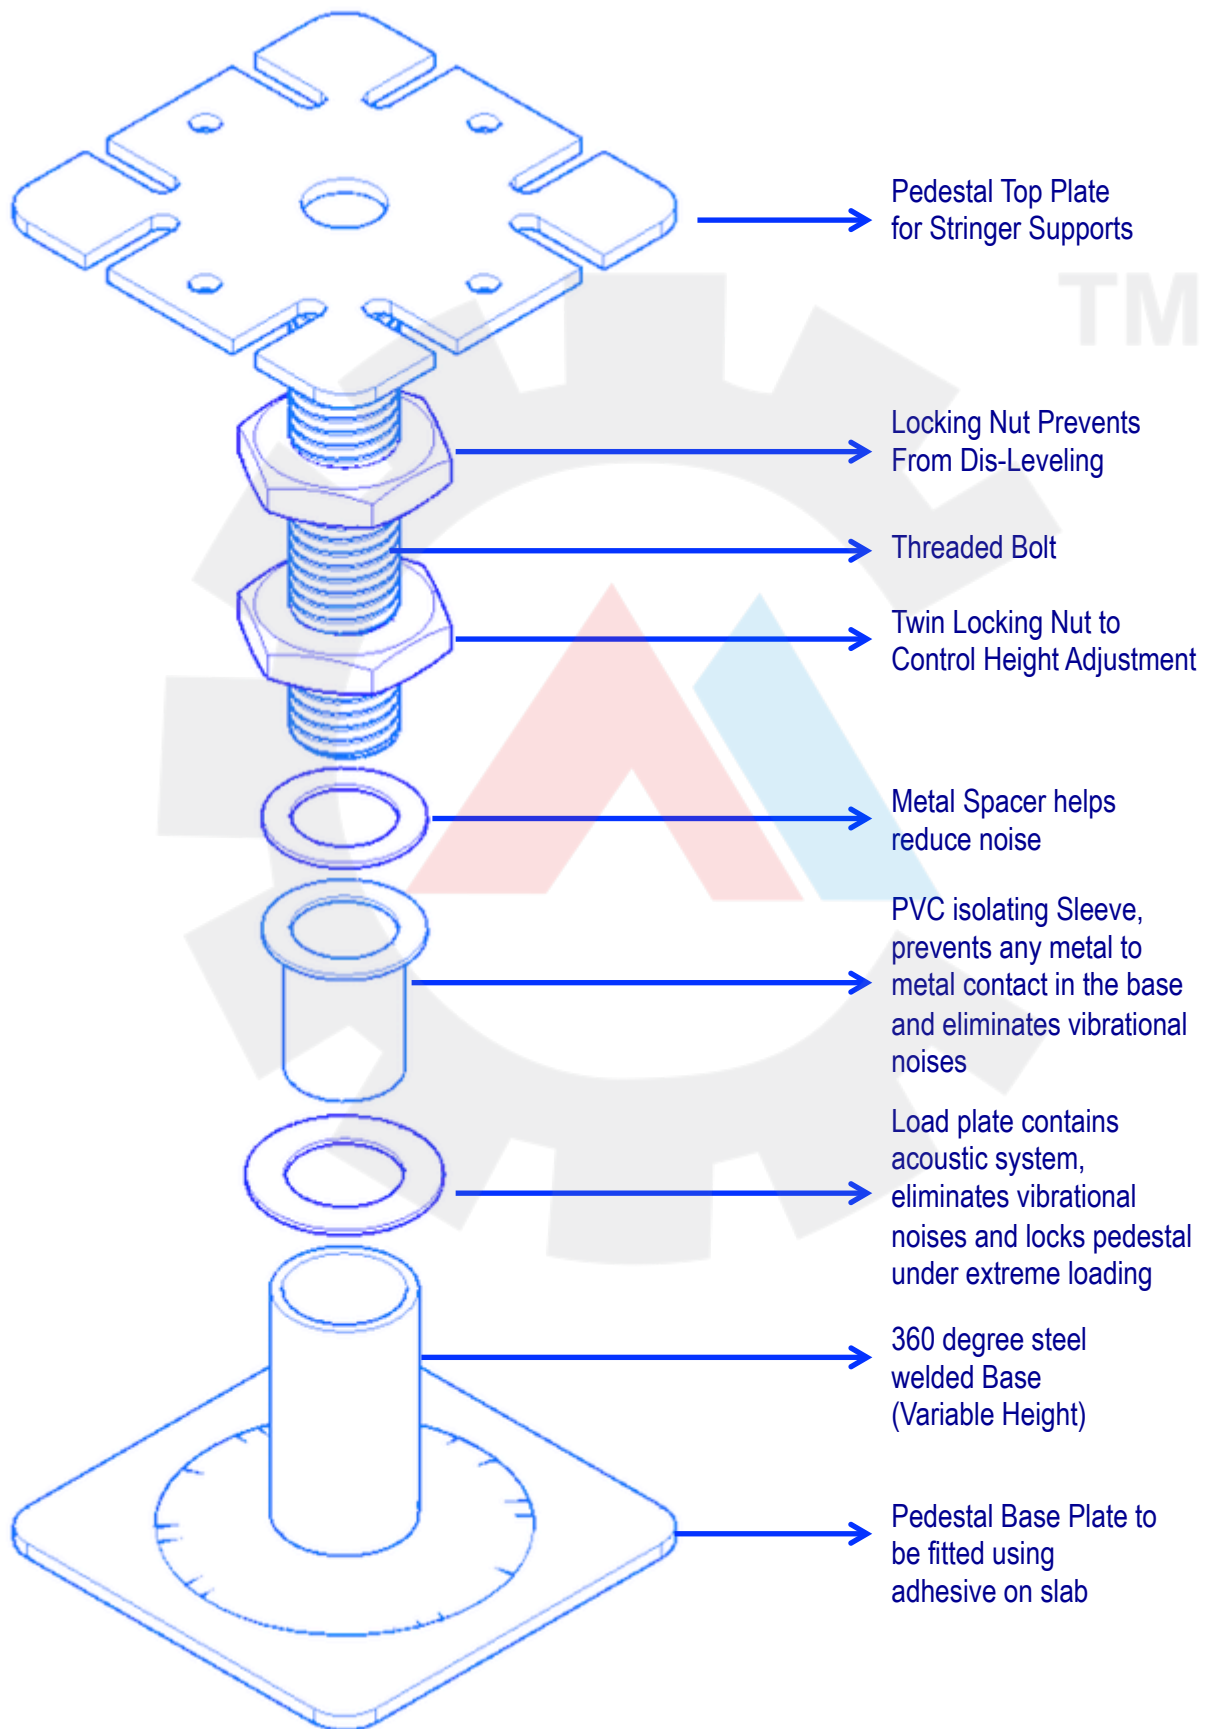 Pedestal Top Plate
for Stringer Supports
TM
Locking Nut Prevents
From Dis-Leveling
Threaded Bolt
Twin Locking Nut to
Control Height Adjustment
Metal Spacer helps
reduce noise
PVC isolating Sleeve,
prevents any metal to
metal contact in the base
and eliminates vibrational
noises
Load plate contains
acoustic system,
eliminates vibrational
noises and locks pedestal
under extreme loading
360 degree steel
welded Base
(Variable Height)
Pedestal Base Plate to
be fitted using
adhesive on slab